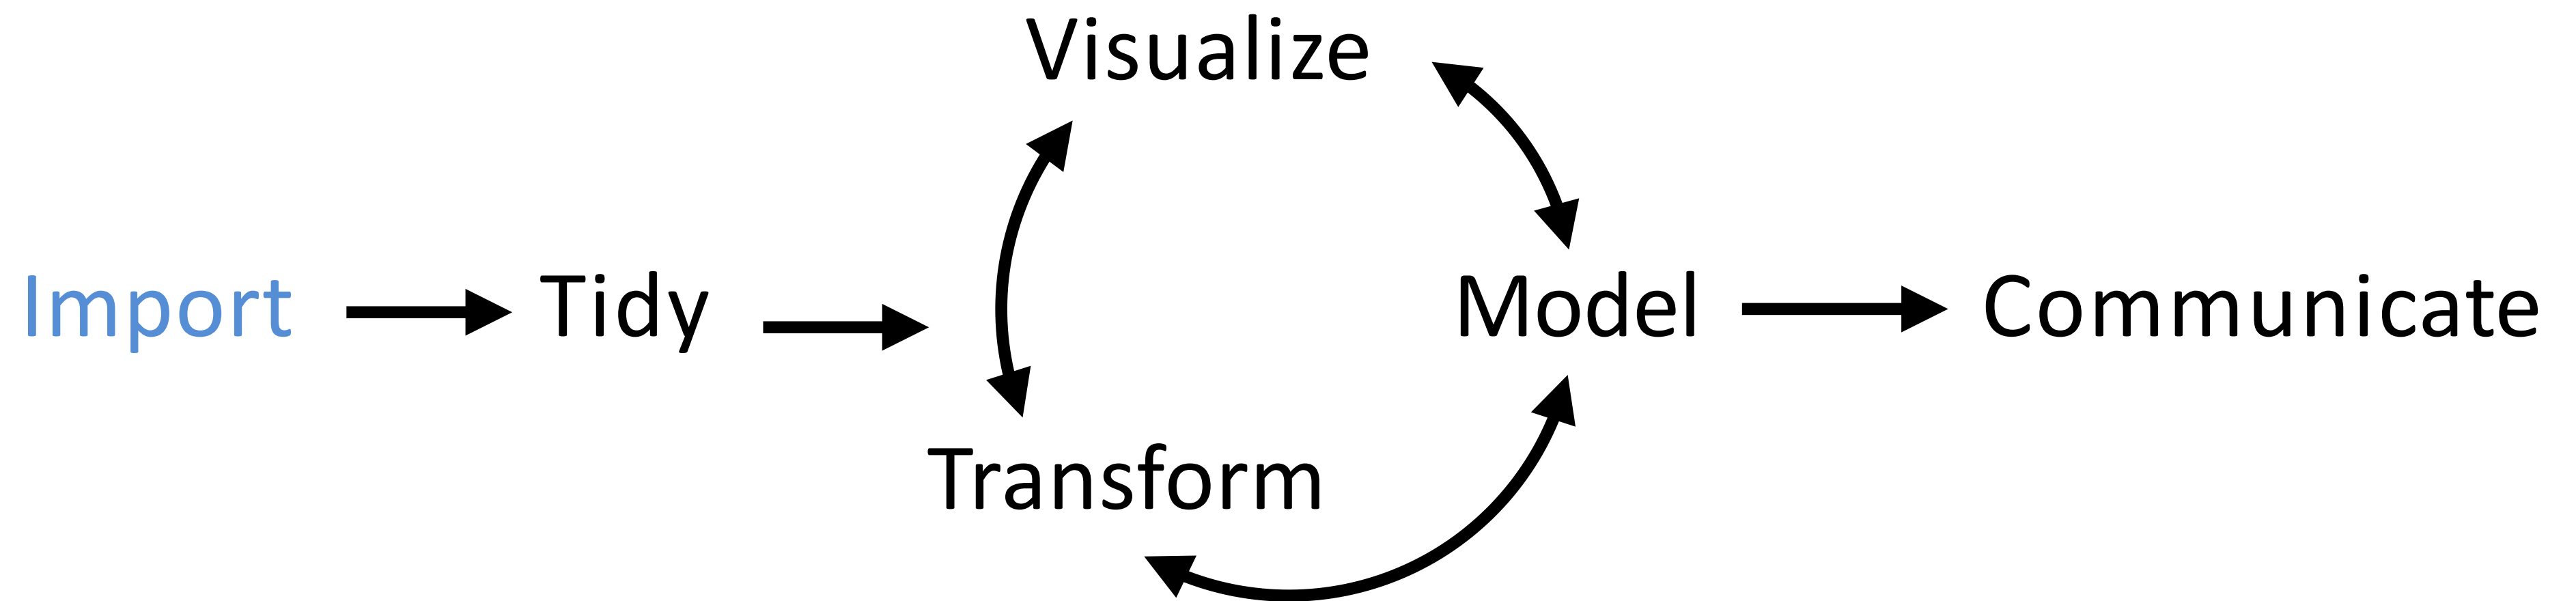 Visualize
Import
Tidy
Model
Communicate
Transform